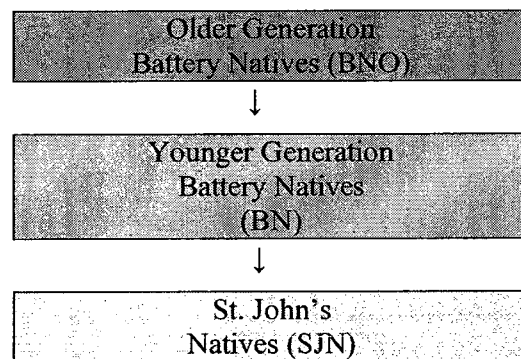 Older Generation
Battery Natives (BNO)
↓
Younger Generation
Battery Natives
(BN)
↓
St. John's
Natives (SJN)